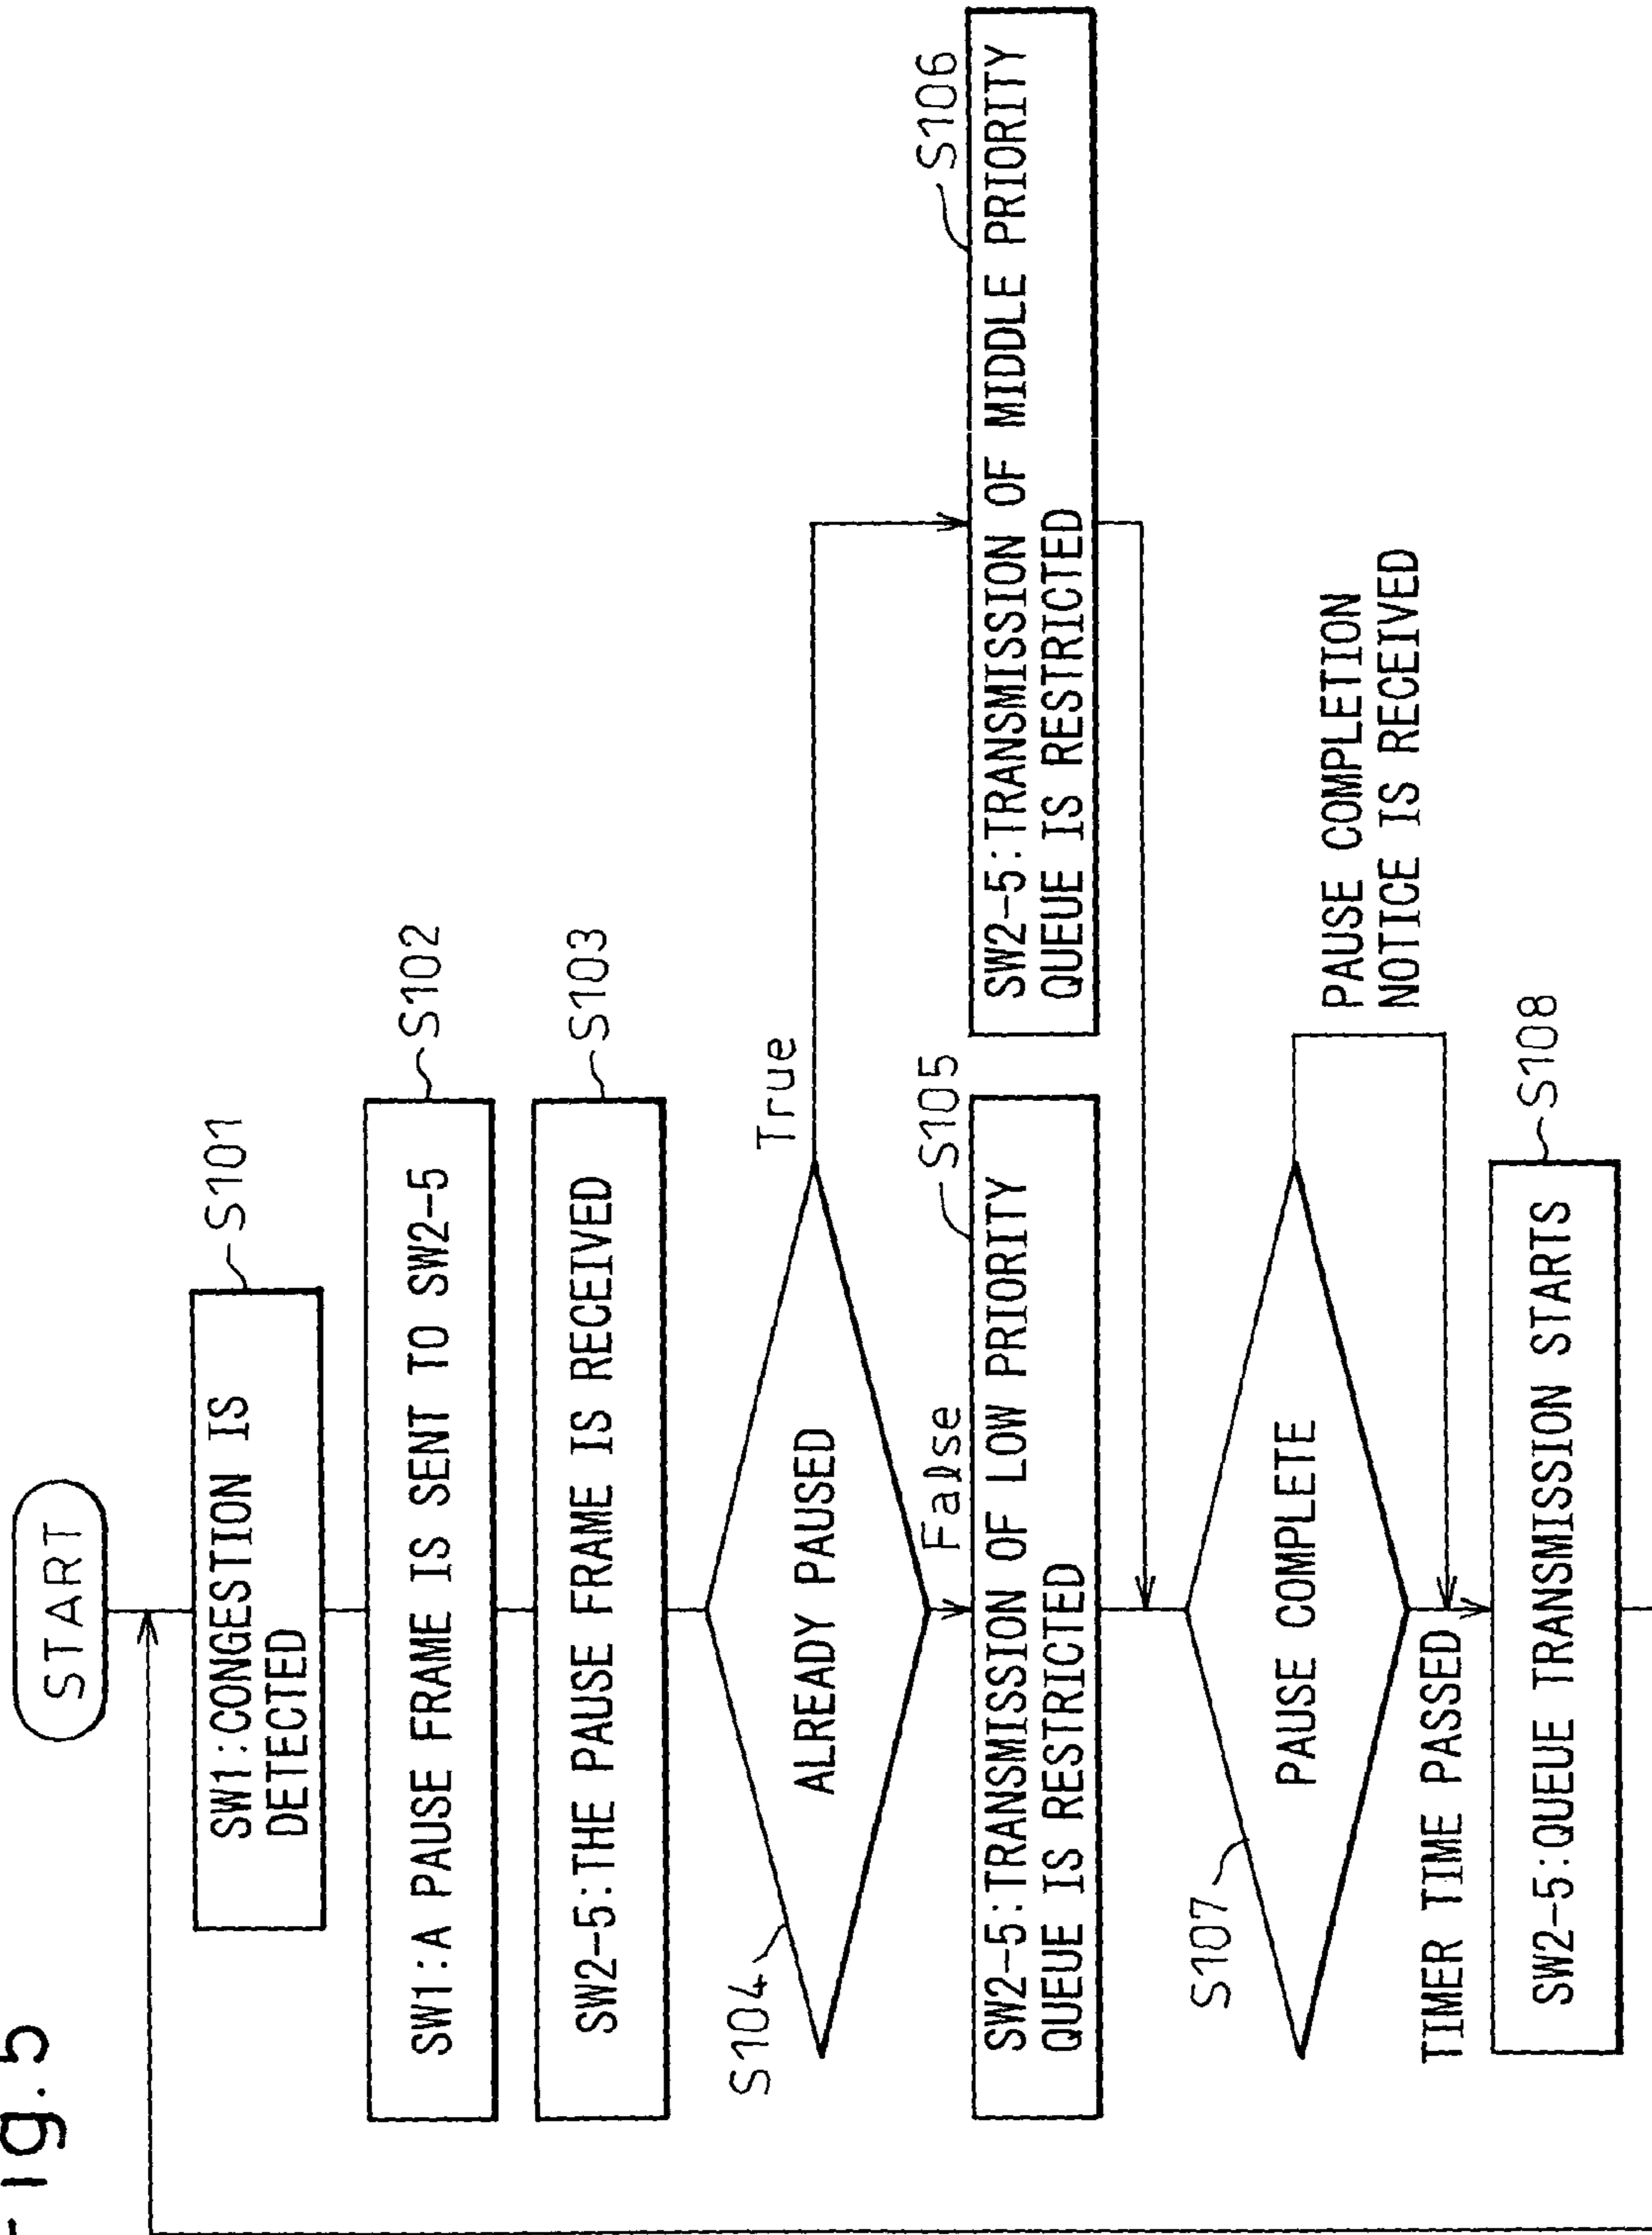 Fig.5
START
SW1:CONGESTION IS
DETECTED
S101
SW1:A PAUSE FRAME IS SENT TO SW2-5
S102
SW2-5:THE PAUSE FRAME IS RECEIVED
S103
S104
ALREADY PAUSED
True
False
SW2-5:TRANSMISSION OF LOW PRIORITY
QUEUE IS RESTRICTED
S105
SW2-5:TRANSMISSION OF MIDDLE PRIORITY
QUEUE IS RESTRICTED
S106
S107
PAUSE COMPLETE
PAUSE COMPLETION
NOTICE IS RECEIVED
TIMER TIME PASSED
SW2-5:QUEUE TRANSMISSION STARTS
S108